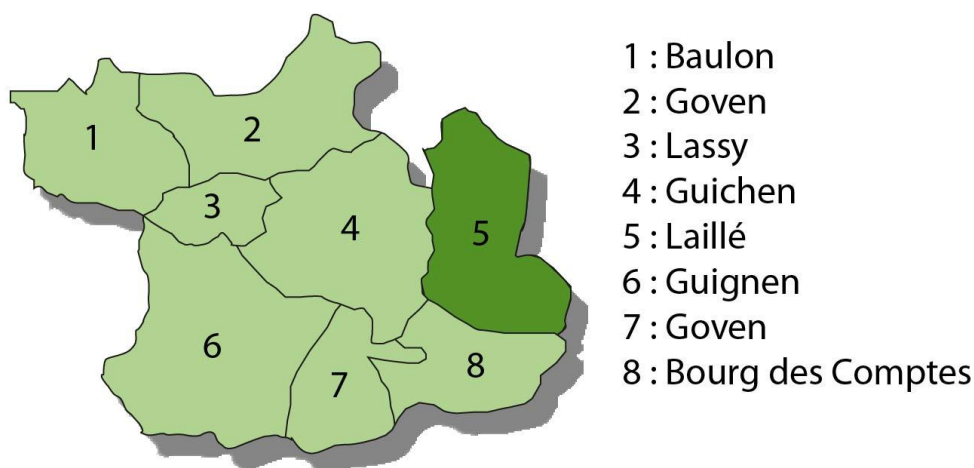 1 : Baulon
2 : Goven
3 : Lassy
4 : Guichen
5 : Laillé
6 : Guignen
7 : Goven
8 : Bourg des Comptes
1
2
3
4
5
6
7
8